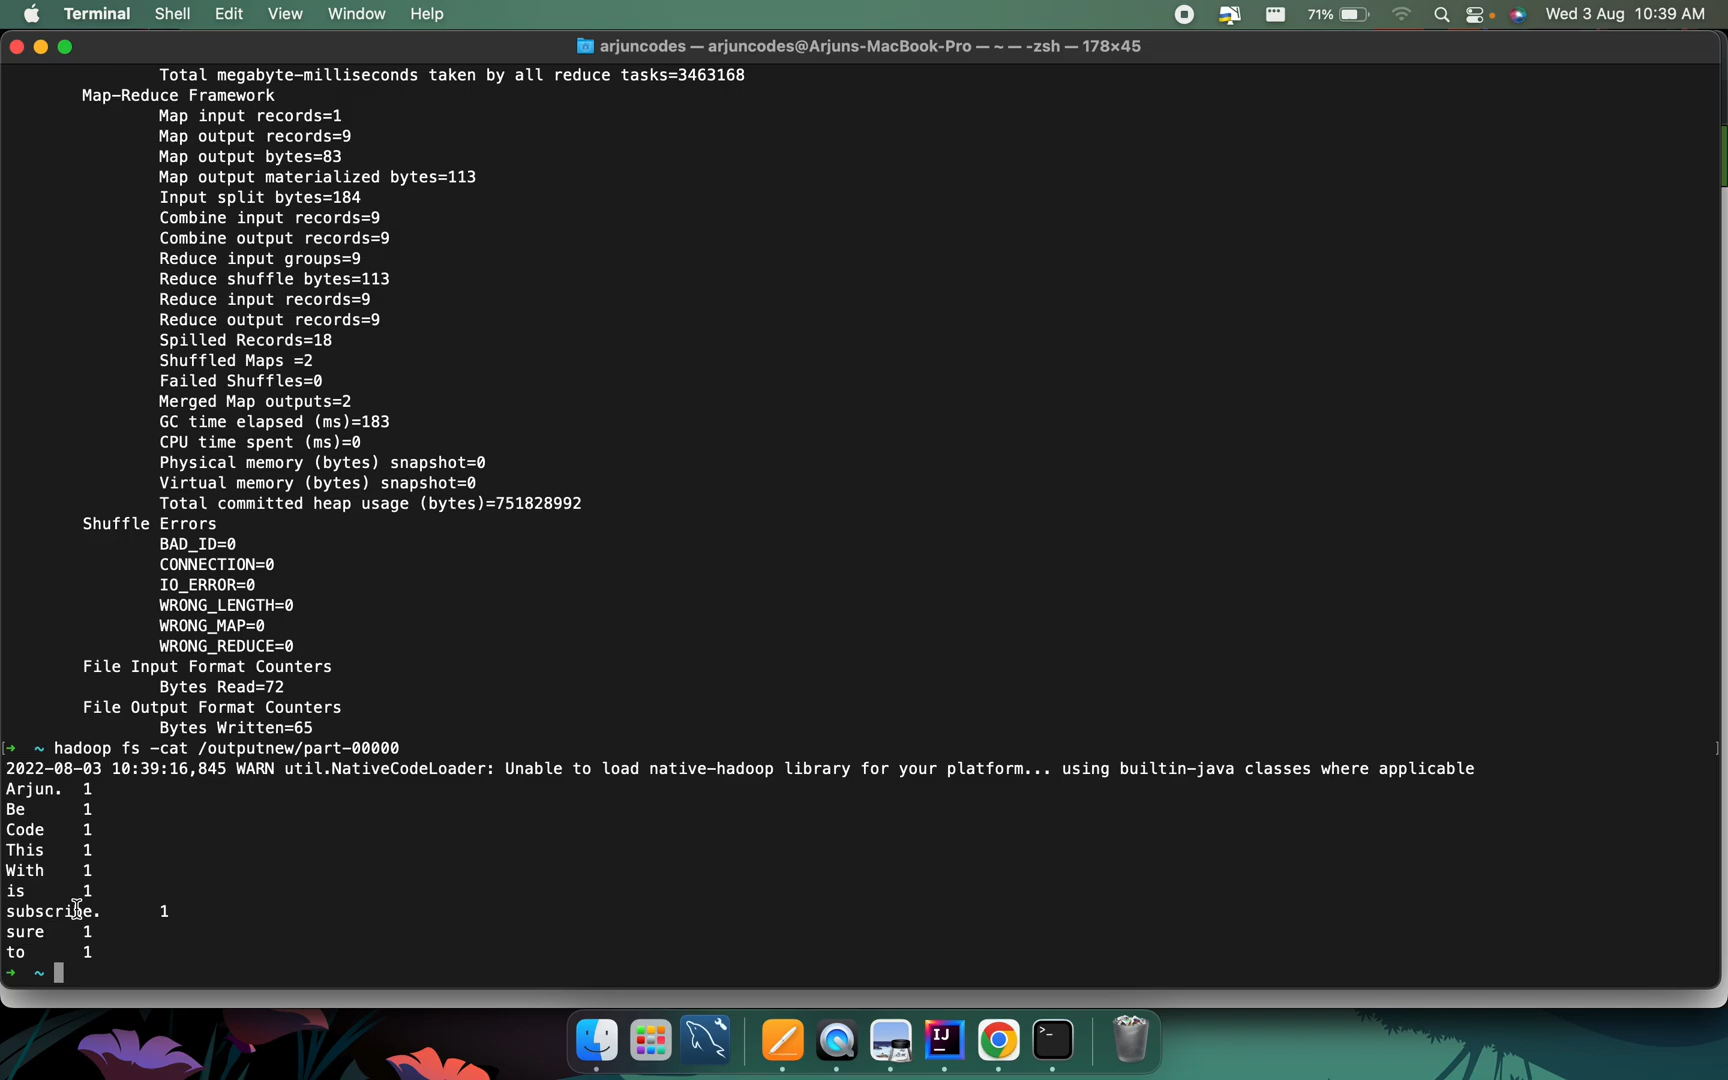 Terminal Shell Edit View Window Help 71% Wed 3 Aug 10:39 AM
arjuncodes — arjuncodes@Arjuns-MacBook-Pro — ~ — -zsh — 178×45
Total megabyte-milliseconds taken by all reduce tasks=3463168
Map-Reduce Framework
Map input records=1
Map output records=9
Map output bytes=83
Map output materialized bytes=113
Input split bytes=184
Combine input records=9
Combine output records=9
Reduce input groups=9
Reduce shuffle bytes=113
Reduce input records=9
Reduce output records=9
Spilled Records=18
Shuffled Maps =2
Failed Shuffles=0
Merged Map outputs=2
GC time elapsed (ms)=183
CPU time spent (ms)=0
Physical memory (bytes) snapshot=0
Virtual memory (bytes) snapshot=0
Total committed heap usage (bytes)=751828992
Shuffle Errors
BAD_ID=0
CONNECTION=0
IO_ERROR=0
WRONG_LENGTH=0
WRONG_MAP=0
WRONG_REDUCE=0
File Input Format Counters
Bytes Read=72
File Output Format Counters
Bytes Written=65
[➜ ~ hadoop fs -cat /outputnew/part-00000 ]
2022-08-03 10:39:16,845 WARN util.NativeCodeLoader: Unable to load native-hadoop library for your platform... using builtin-java classes where applicable
Arjun. 1
Be 1
Code 1
This 1
With 1
is 1
subscribe. 1
sure 1
to 1
➜ ~
IJ
>_